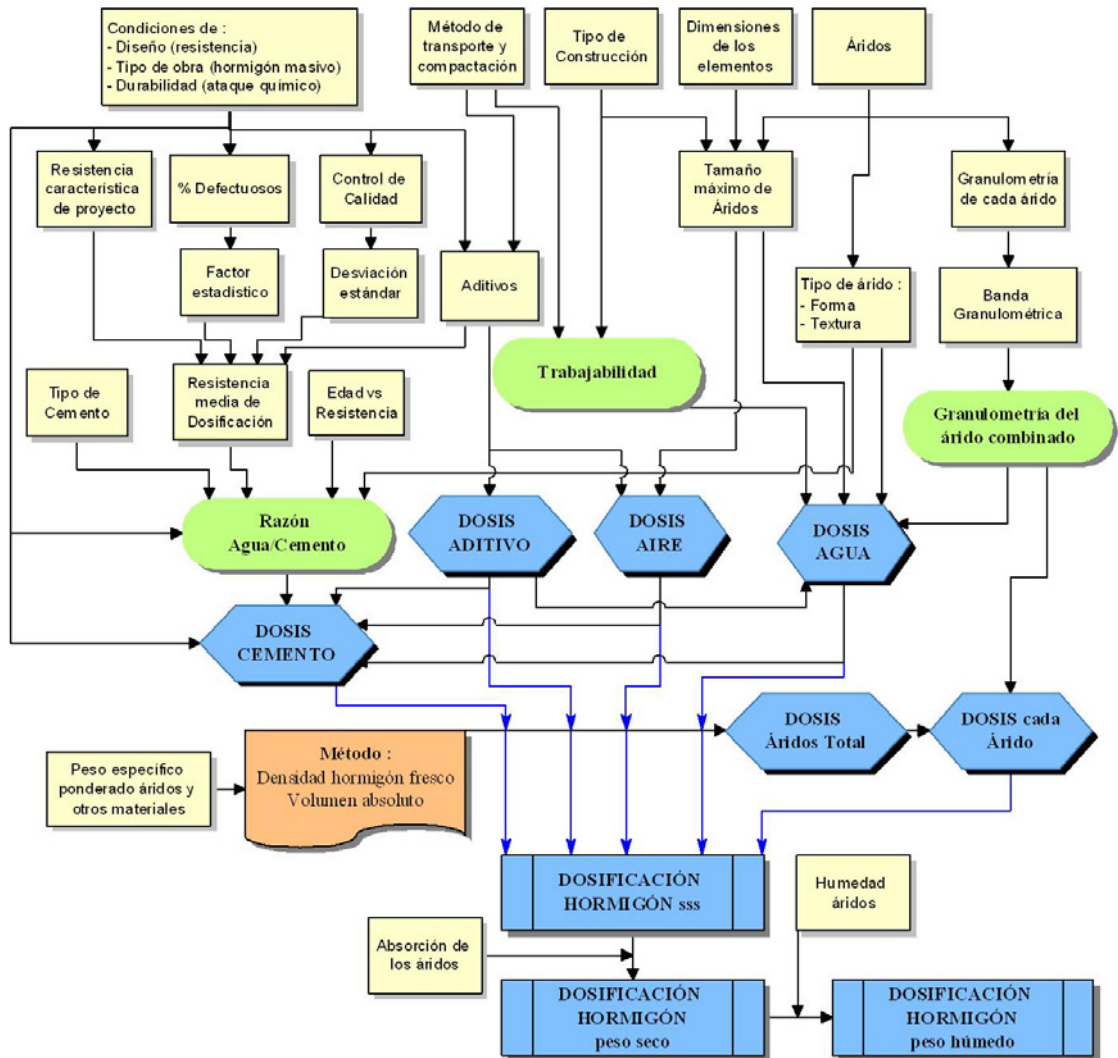 Condiciones de :
- Diseño (resistencia)
- Tipo de obra (hormigón masivo)
- Durabilidad (ataque químico)
Método de
transporte y
compactación
Tipo de
Construcción
Dimensiones
de los
elementos
Áridos
Resistencia
característica
de proyecto
% Defectuosos
Control de
Calidad
Tamaño
máximo de
Áridos
Granulometría
de cada árido
Factor
estadístico
Desviación
estándar
Aditivos
Tipo de árido :
- Forma
- Textura
Banda
Granulométrica
Tipo de
Cemento
Resistencia
media de
Dosificación
Edad vs
Resistencia
Trabajabilidad
Granulometría del
árido combinado
Razón
Agua/Cemento
DOSIS
ADITIVO
DOSIS
AIRE
DOSIS
AGUA
DOSIS
CEMENTO
DOSIS
Áridos Total
DOSIS cada
Árido
Peso específico
ponderado áridos y
otros materiales
Método :
Densidad hormigón fresco
Volumen absoluto
DOSIFICACIÓN
HORMIGÓN sss
Humedad
áridos
Absorción de
los áridos
DOSIFICACIÓN
HORMIGÓN
peso seco
DOSIFICACIÓN
HORMIGÓN
peso húmedo